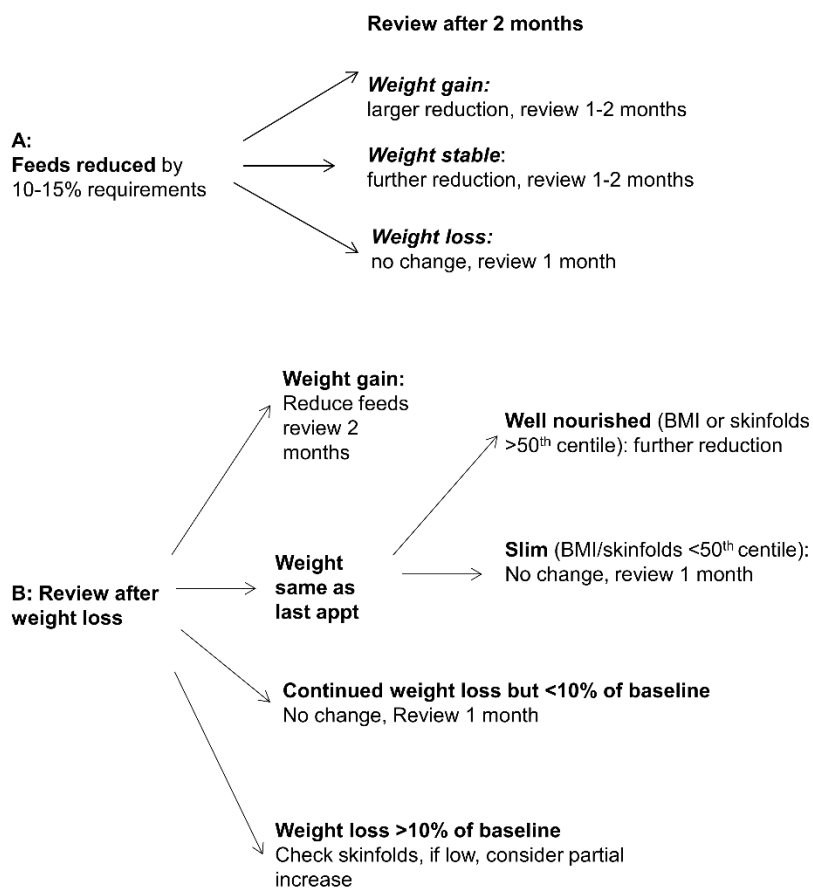 Review after 2 months
Weight gain:
larger reduction, review 1-2 months
A:
Feeds reduced by
10-15% requirements
Weight stable:
further reduction, review 1-2 months
Weight loss:
no change, review 1 month
Weight gain:
Reduce feeds
review 2
months
Well nourished (BMI or skinfolds
>50th centile): further reduction
Slim (BMI/skinfolds <50th centile):
No change, review 1 month
Weight
same as
last appt
B: Review after
weight loss
Continued weight loss but <10% of baseline
No change, Review 1 month
Weight loss >10% of baseline
Check skinfolds, if low, consider partial
increase